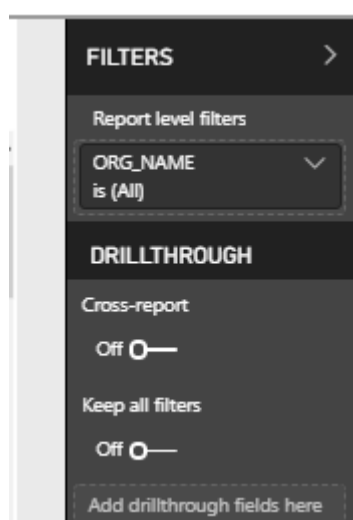 FILTERS
Report level filters
ORG_NAME
is (All)
DRILLTHROUGH
Cross-report
Off
Keep all filters
Off
Add drillthrough fields here